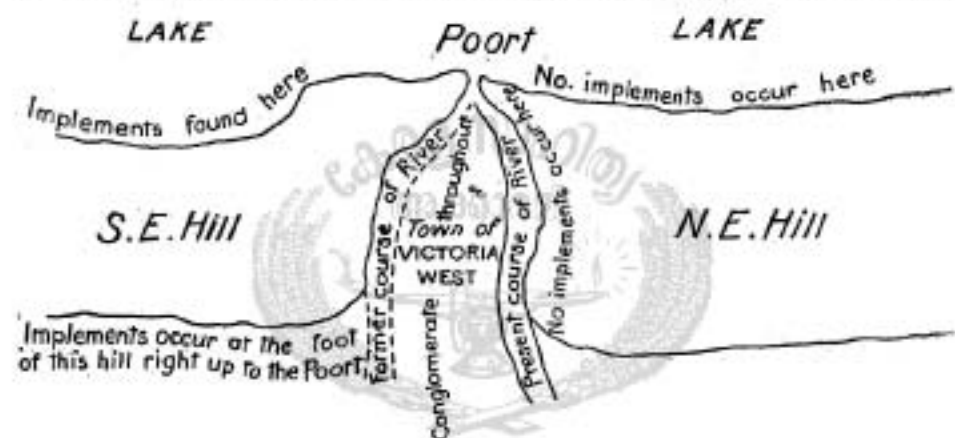 LAKE
Poort
LAKE
Implements found here
No. implements occur here
No implements occur here
S.E. Hill
Former course of River
Conglomerate throughout
Town of
VICTORIA
WEST
Present course of River
N.E. Hill
Implements occur at the foot
of this hill right up to the Poort